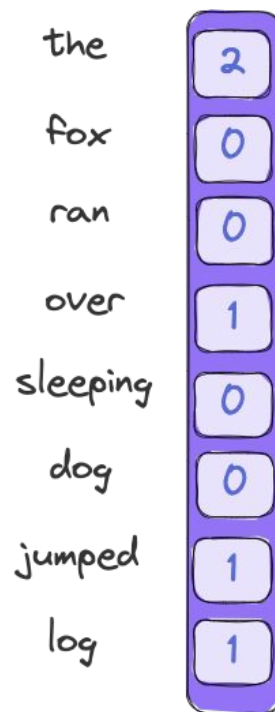 the 2
fox 0
ran 0
over 1
sleeping 0
dog 0
jumped 1
log 1